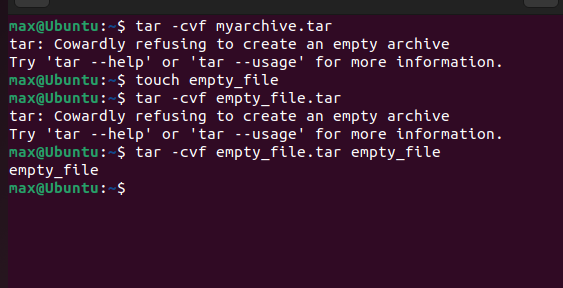 max@Ubuntu:~$ tar -cvf myarchive.tar
tar: Cowardly refusing to create an empty archive
Try 'tar --help' or 'tar --usage' for more information.
max@Ubuntu:~$ touch empty_file
max@Ubuntu:~$ tar -cvf empty_file.tar
tar: Cowardly refusing to create an empty archive
Try 'tar --help' or 'tar --usage' for more information.
max@Ubuntu:~$ tar -cvf empty_file.tar empty_file
empty_file
max@Ubuntu:~$